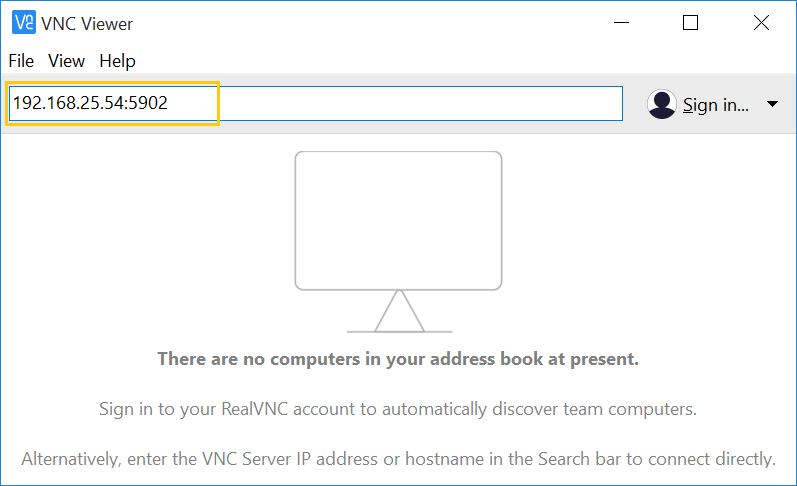 VNC Viewer
File View Help
192.168.25.54:5902
Sign in...
There are no computers in your address book at present.
Sign in to your RealVNC account to automatically discover team computers.
Alternatively, enter the VNC Server IP address or hostname in the Search bar to connect directly.